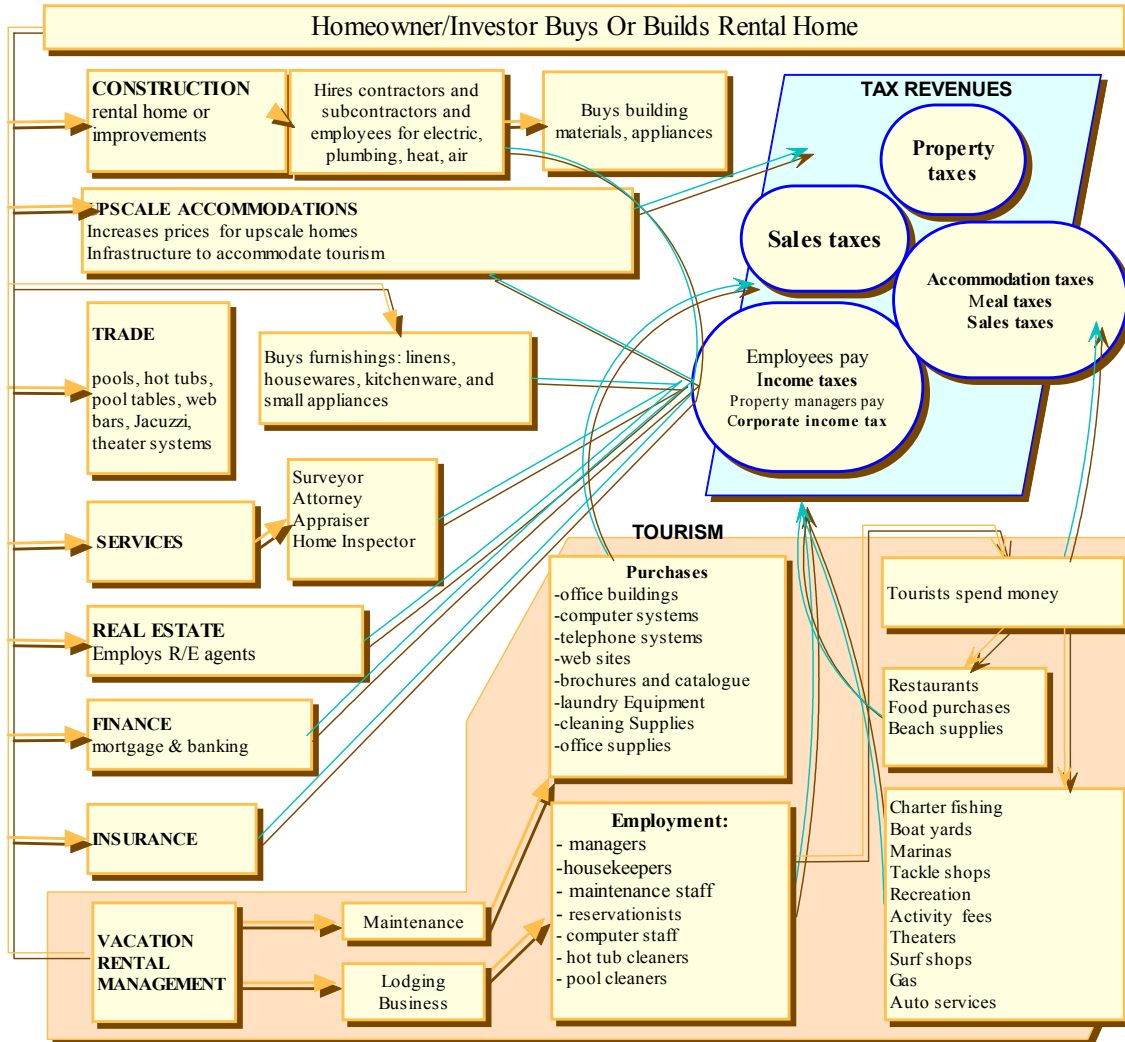 Homeowner/Investor Buys Or Builds Rental Home
CONSTRUCTION
rental home or
improvements
Hires contractors and
subcontractors and
employees for electric,
plumbing, heat, air
Buys building
materials, appliances
TAX REVENUES
Property
taxes
Sales taxes
Accommodation taxes
Meal taxes
Sales taxes
Employees pay
Income taxes
Property managers pay
Corporate income tax
UPSCALE ACCOMMODATIONS
Increases prices for upscale homes
Infrastructure to accommodate tourism
TRADE
pools, hot tubs,
pool tables, web
bars, Jacuzzi,
theater systems
Buys furnishings: linens,
housewares, kitchenware, and
small appliances
SERVICES
Surveyor
Attorney
Appraiser
Home Inspector
REAL ESTATE
Employs R/E agents
FINANCE
mortgage & banking
INSURANCE
VACATION
RENTAL
MANAGEMENT
Maintenance
Lodging
Business
TOURISM
Purchases
-office buildings
-computer systems
-telephone systems
-web sites
-brochures and catalogue
-laundry Equipment
-cleaning Supplies
-office supplies
Employment:
- managers
-housekeepers
- maintenance staff
- reservationists
- computer staff
- hot tub cleaners
- pool cleaners
Tourists spend money
Restaurants
Food purchases
Beach supplies
Charter fishing
Boat yards
Marinas
Tackle shops
Recreation
Activity fees
Theaters
Surf shops
Gas
Auto services